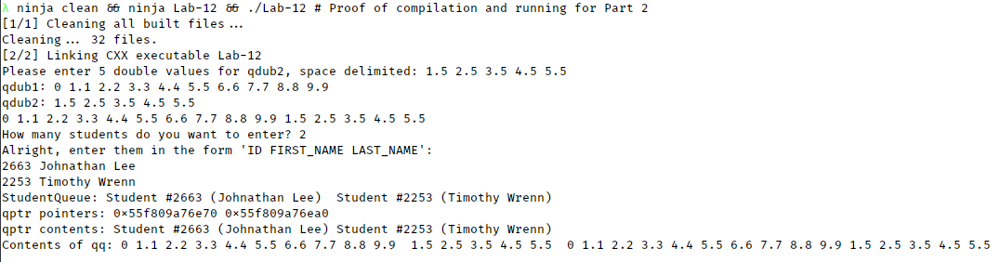 λ ninja clean && ninja Lab-12 && ./Lab-12 # Proof of compilation and running for Part 2
[1/1] Cleaning all built files...
Cleaning... 32 files.
[2/2] Linking CXX executable Lab-12
Please enter 5 double values for qdub2, space delimited: 1.5 2.5 3.5 4.5 5.5
qdub1: 0 1.1 2.2 3.3 4.4 5.5 6.6 7.7 8.8 9.9
qdub2: 1.5 2.5 3.5 4.5 5.5
0 1.1 2.2 3.3 4.4 5.5 6.6 7.7 8.8 9.9 1.5 2.5 3.5 4.5 5.5
How many students do you want to enter? 2
Alright, enter them in the form 'ID FIRST_NAME LAST_NAME':
2663 Johnathan Lee
2253 Timothy Wrenn
StudentQueue: Student #2663 (Johnathan Lee)  Student #2253 (Timothy Wrenn)
qptr pointers: 0x55f809a76e70 0x55f809a76ea0
qptr contents: Student #2663 (Johnathan Lee) Student #2253 (Timothy Wrenn)
Contents of qq: 0 1.1 2.2 3.3 4.4 5.5 6.6 7.7 8.8 9.9  1.5 2.5 3.5 4.5 5.5  0 1.1 2.2 3.3 4.4 5.5 6.6 7.7 8.8 9.9 1.5 2.5 3.5 4.5 5.5